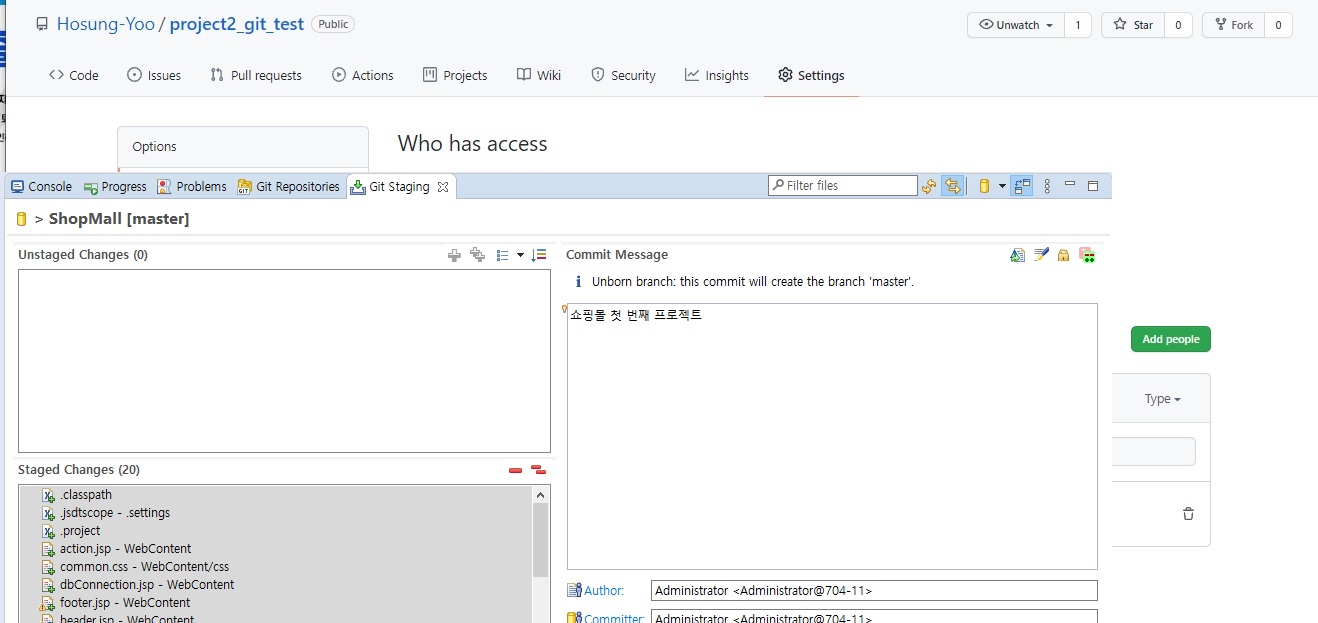 Hosung-Yoo / project2_git_test Public
Unwatch 1 Star 0 Fork 0
Code Issues Pull requests Actions Projects Wiki Security Insights Settings
Options
Who has access
Console Progress Problems Git Repositories Git Staging Filter files
> ShopMall [master]
Unstaged Changes (0)
Commit Message
Unborn branch: this commit will create the branch 'master'.
쇼핑몰 첫 번째 프로젝트
Add people
Type
Staged Changes (20)
.classpath
.jsdtscope - .settings
.project
action.jsp - WebContent
common.css - WebContent/css
dbConnection.jsp - WebContent
footer.jsp - WebContent
header.jsp - WebContent
Author: Administrator <Administrator@704-11>
Committer: Administrator <Administrator@704-11>